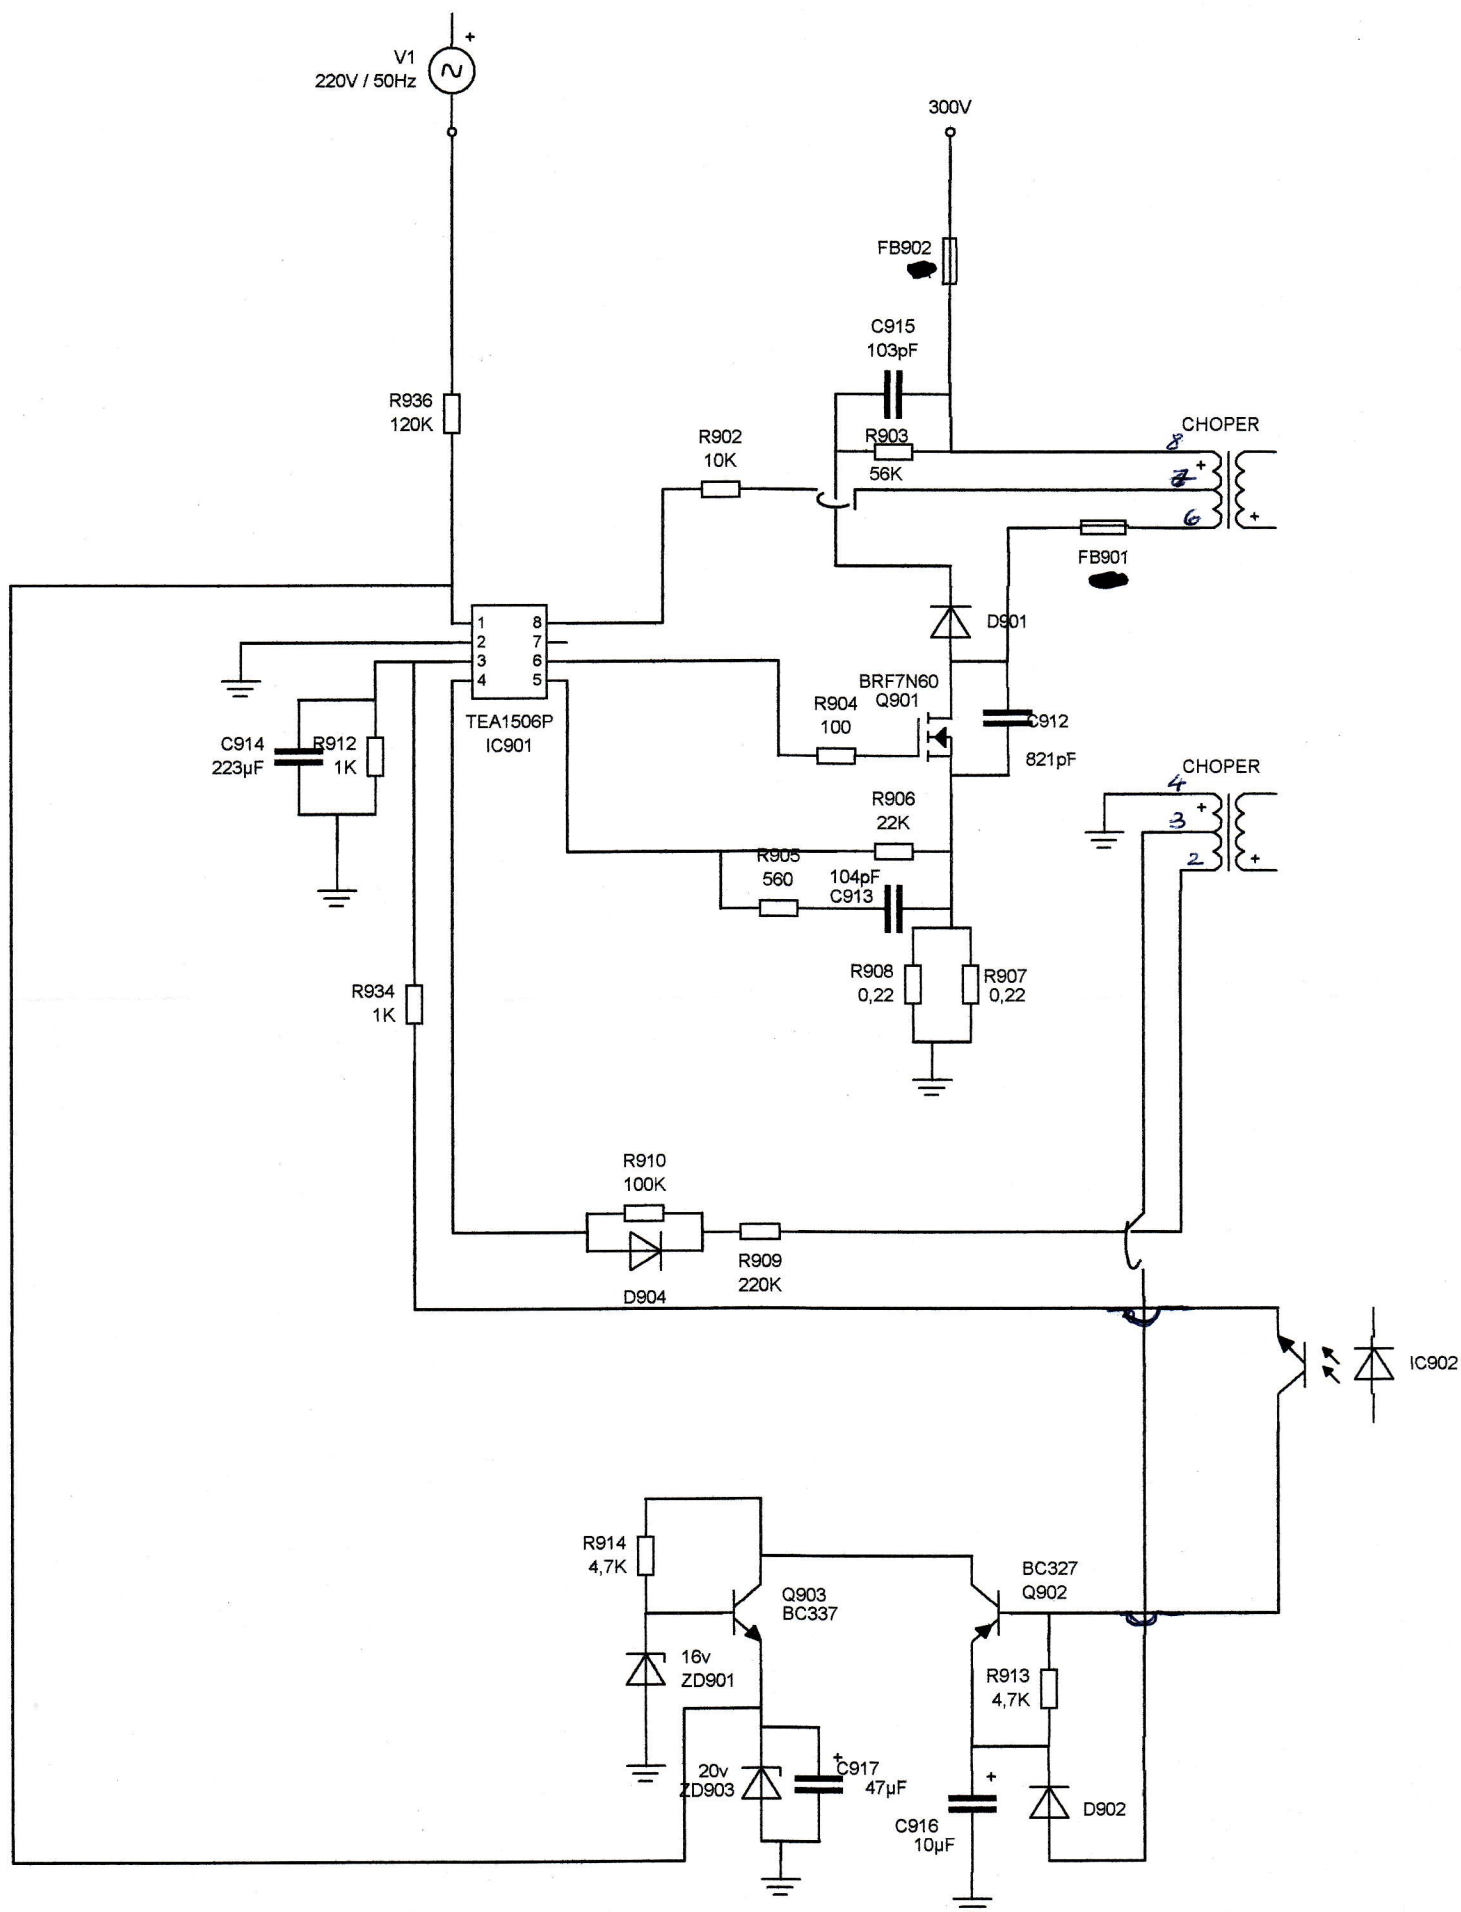 V1
220V / 50Hz
+
300V
FB902
C915
103pF
R936
120K
R902
10K
R903
56K
CHOPER
8
+
6
+
FB901
D901
1
2
3
4
8
7
6
5
TEA1506P
IC901
BRF7N60
Q901
R904
100
C912
821pF
C914
223µF
R912
1K
CHOPER
4
+
3
2
+
R906
22K
R905
560
104pF
C913
R908
0,22
R907
0,22
R934
1K
R910
100K
R909
220K
D904
IC902
R914
4,7K
Q903
BC337
BC327
Q902
16v
ZD901
R913
4,7K
20v
ZD903
+
C917
47µF
+
C916
10µF
D902